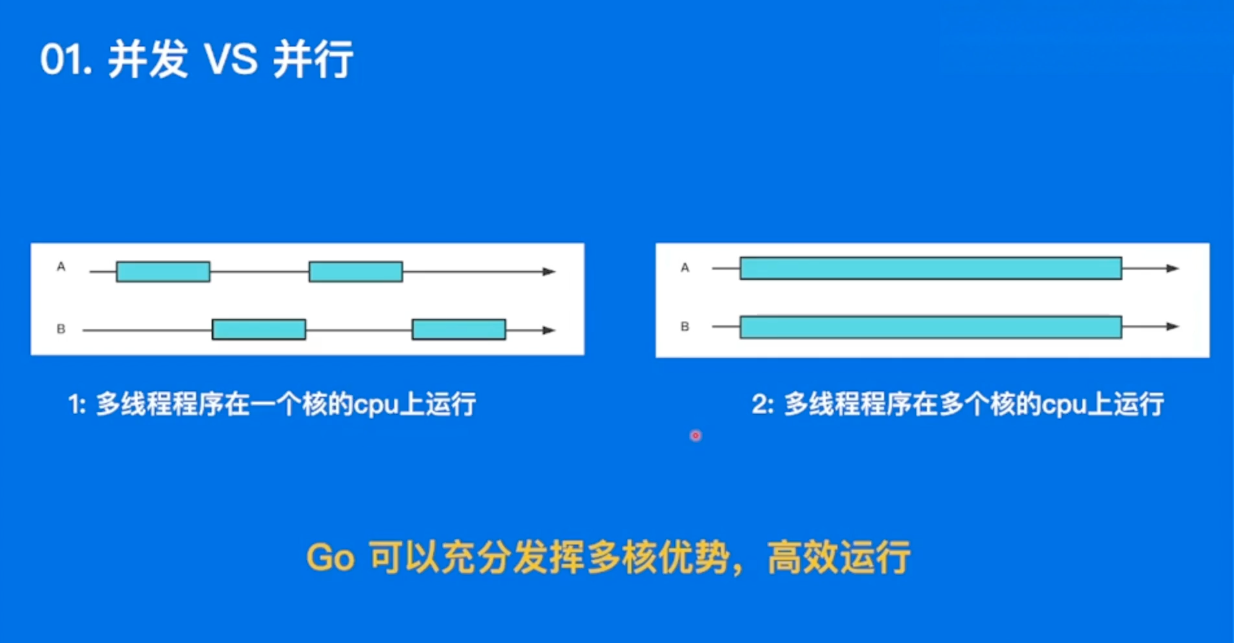 01. 并发 VS 并行
A
B
A
B
1: 多线程程序在一个核的cpu上运行
2: 多线程程序在多个核的cpu上运行
Go 可以充分发挥多核优势，高效运行